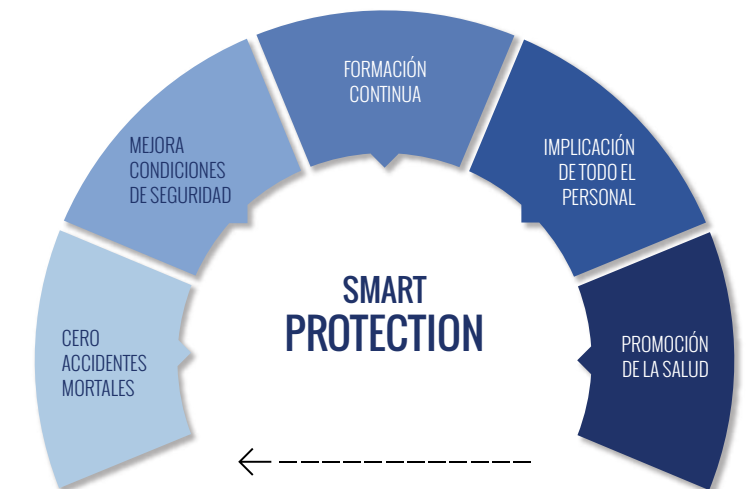 FORMACIÓN
CONTINUA
MEJORA
CONDICIONES
DE SEGURIDAD
IMPLICACIÓN
DE TODO EL
PERSONAL
SMART
PROTECTION
CERO
ACCIDENTES
MORTALES
PROMOCIÓN
DE LA SALUD